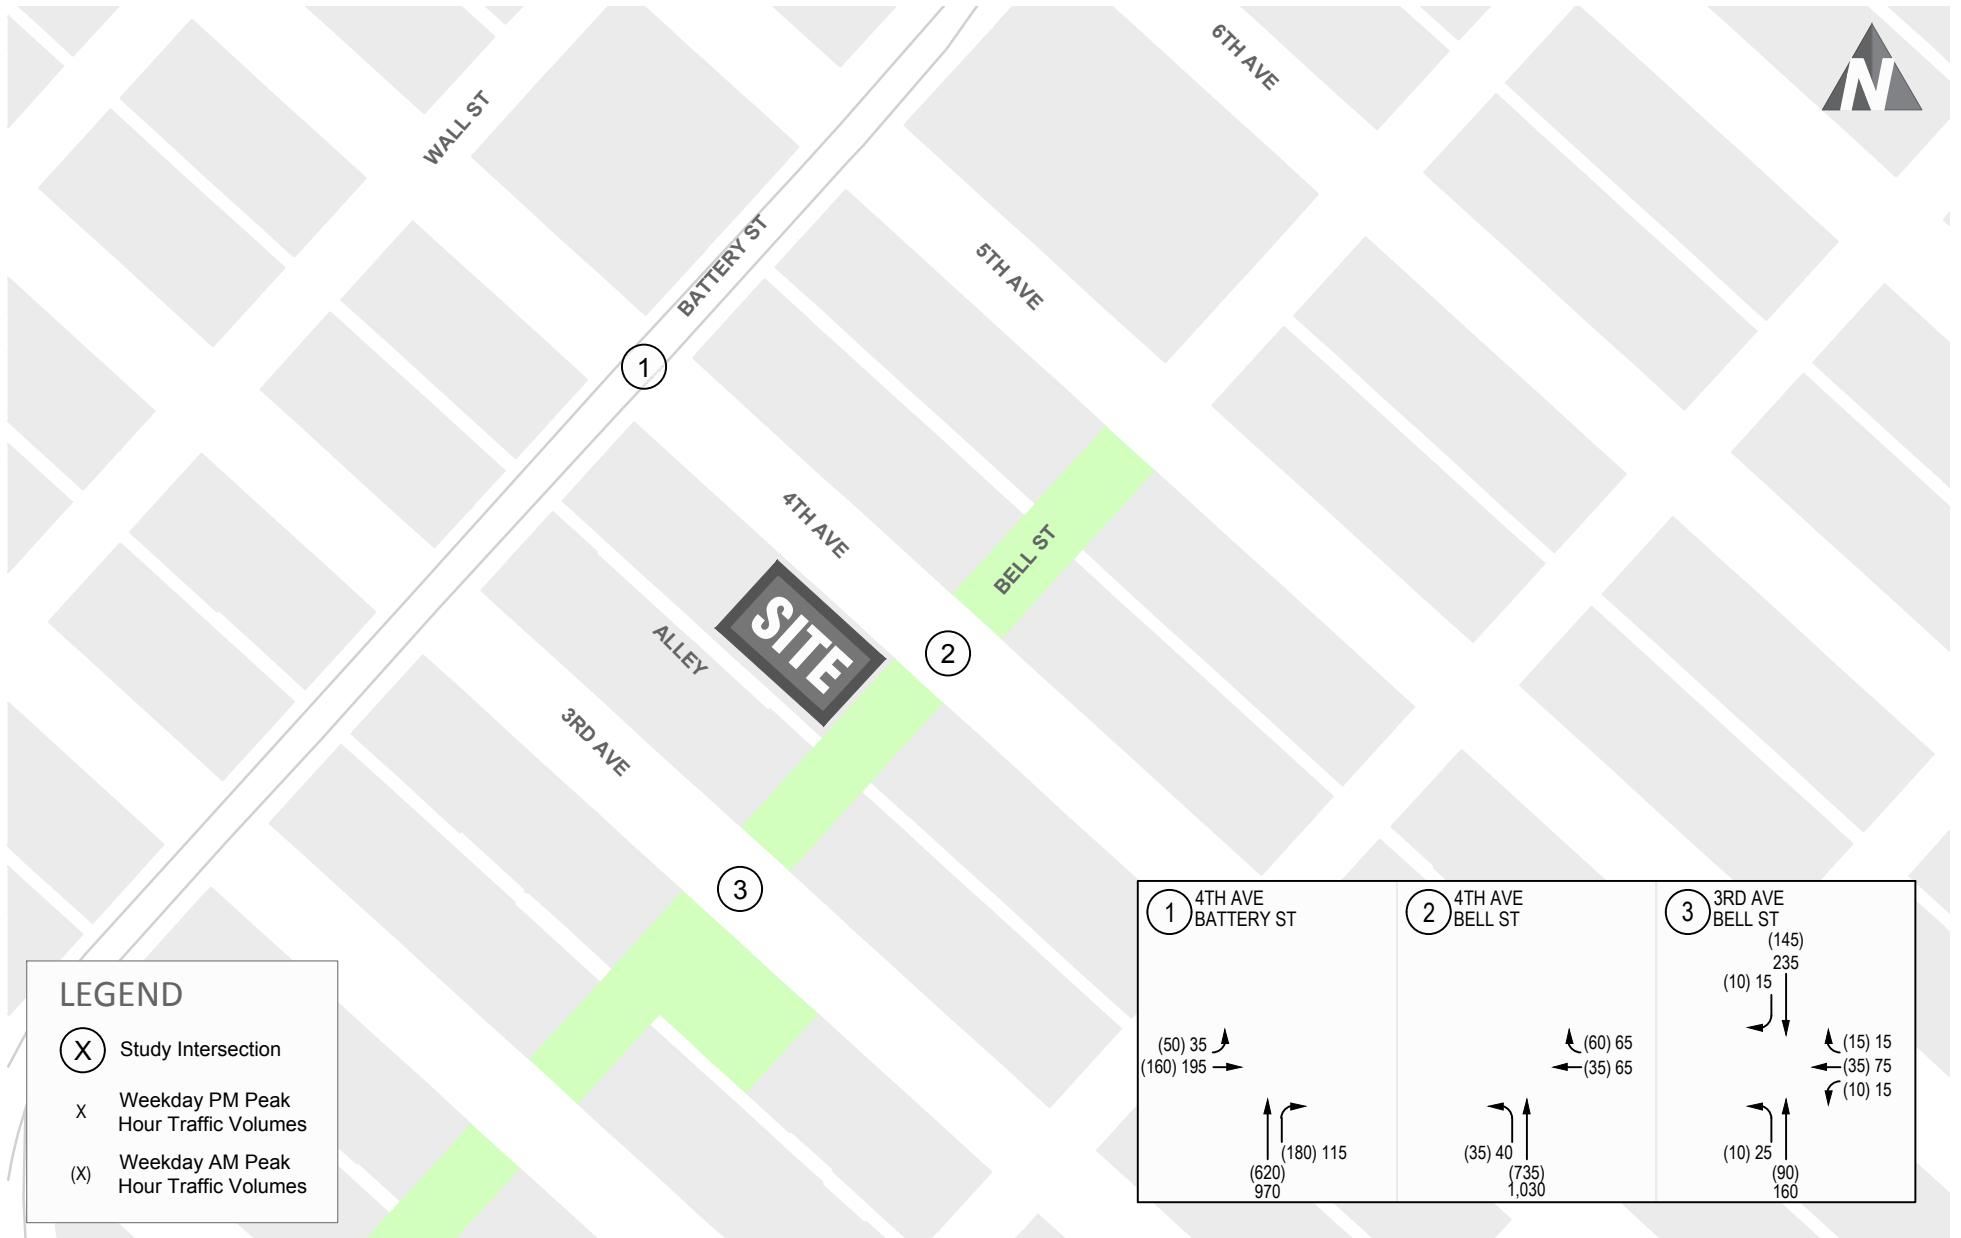 6TH AVE
N
WALL ST
BATTERY ST
5TH AVE
1
4TH AVE
BELL ST
SITE
2
ALLEY
3RD AVE
3
LEGEND
X Study Intersection
X Weekday PM Peak
Hour Traffic Volumes
(X) Weekday AM Peak
Hour Traffic Volumes
1 4TH AVE
BATTERY ST
(50) 35
(160) 195
(180) 115
(620)
970
2 4TH AVE
BELL ST
(60) 65
(35) 65
(35) 40
(735)
1,030
3 3RD AVE
BELL ST
(145)
235
(10) 15
(15) 15
(35) 75
(10) 15
(10) 25
(90)
160